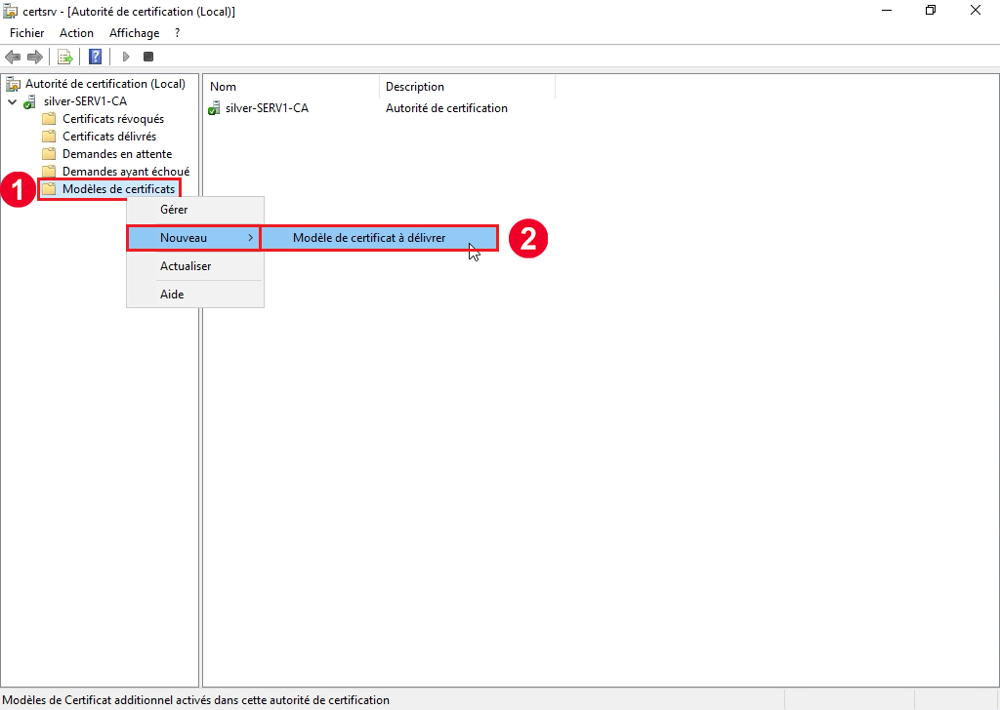 certsrv - [Autorité de certification (Local)]
Fichier Action Affichage ?
Autorité de certification (Local)
silver-SERV1-CA
Certificats révoqués
Certificats délivrés
Demandes en attente
Demandes ayant échoué
Modèles de certificats
1
Nom Description
silver-SERV1-CA Autorité de certification
Gérer
Nouveau > Modèle de certificat à délivrer
2
Actualiser
Aide
Modèles de Certificat additionnel activés dans cette autorité de certification